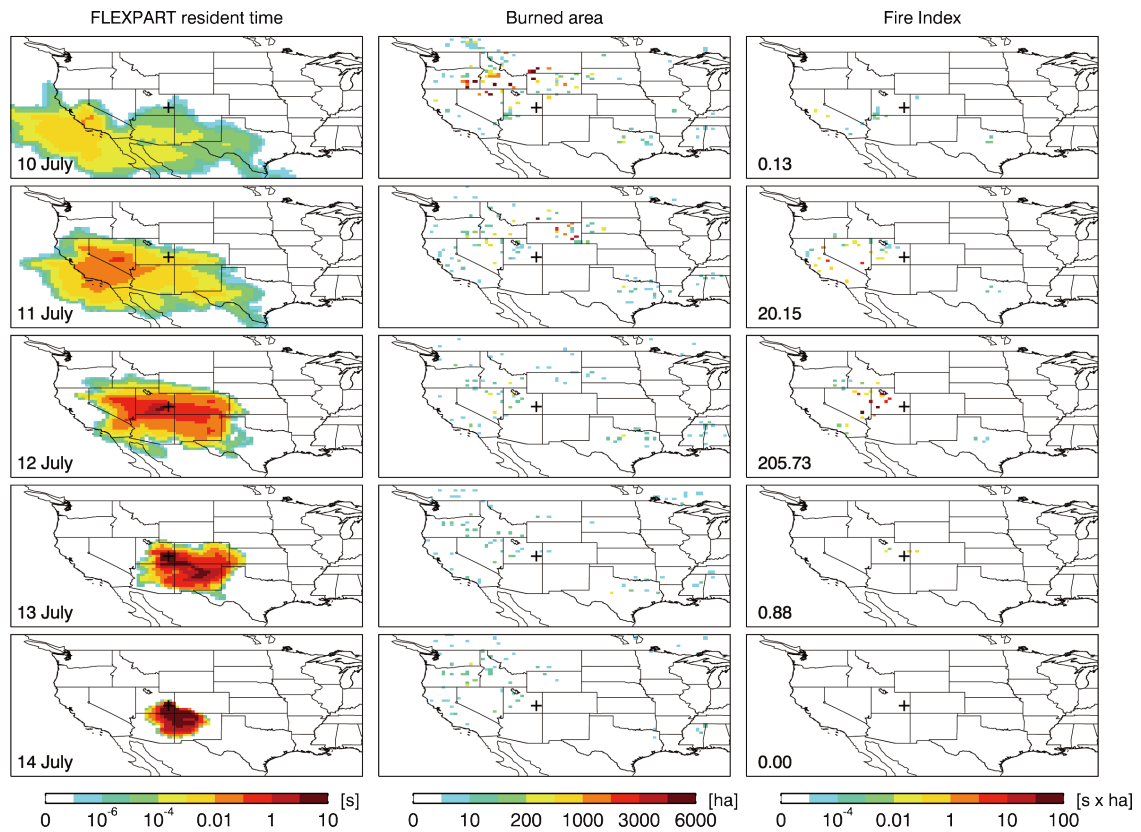 FLEXPART resident time Burned area Fire Index
10 July 0.13
11 July 20.15
12 July 205.73
13 July 0.88
14 July 0.00
0 10⁻⁶ 10⁻⁴ 0.01 1 10 [s]
0 10 200 1000 3000 6000 [ha]
0 10⁻⁴ 0.01 1 10 100 [s x ha]